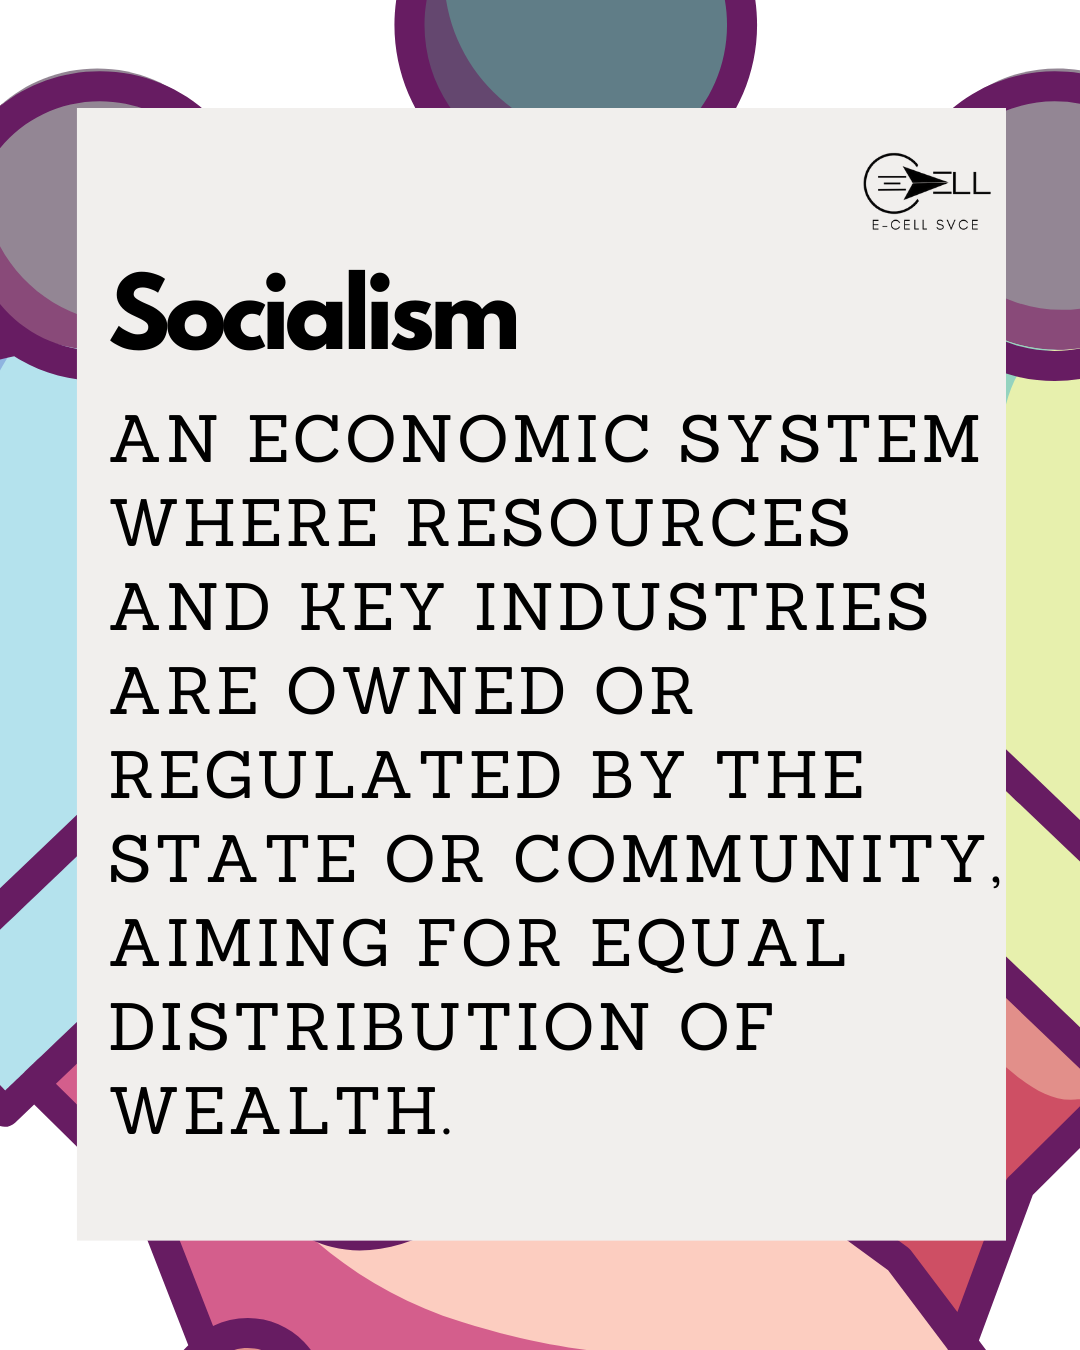 ELL
E-CELL SVCE
Socialism
AN ECONOMIC SYSTEM
WHERE RESOURCES
AND KEY INDUSTRIES
ARE OWNED OR
REGULATED BY THE
STATE OR COMMUNITY,
AIMING FOR EQUAL
DISTRIBUTION OF
WEALTH.